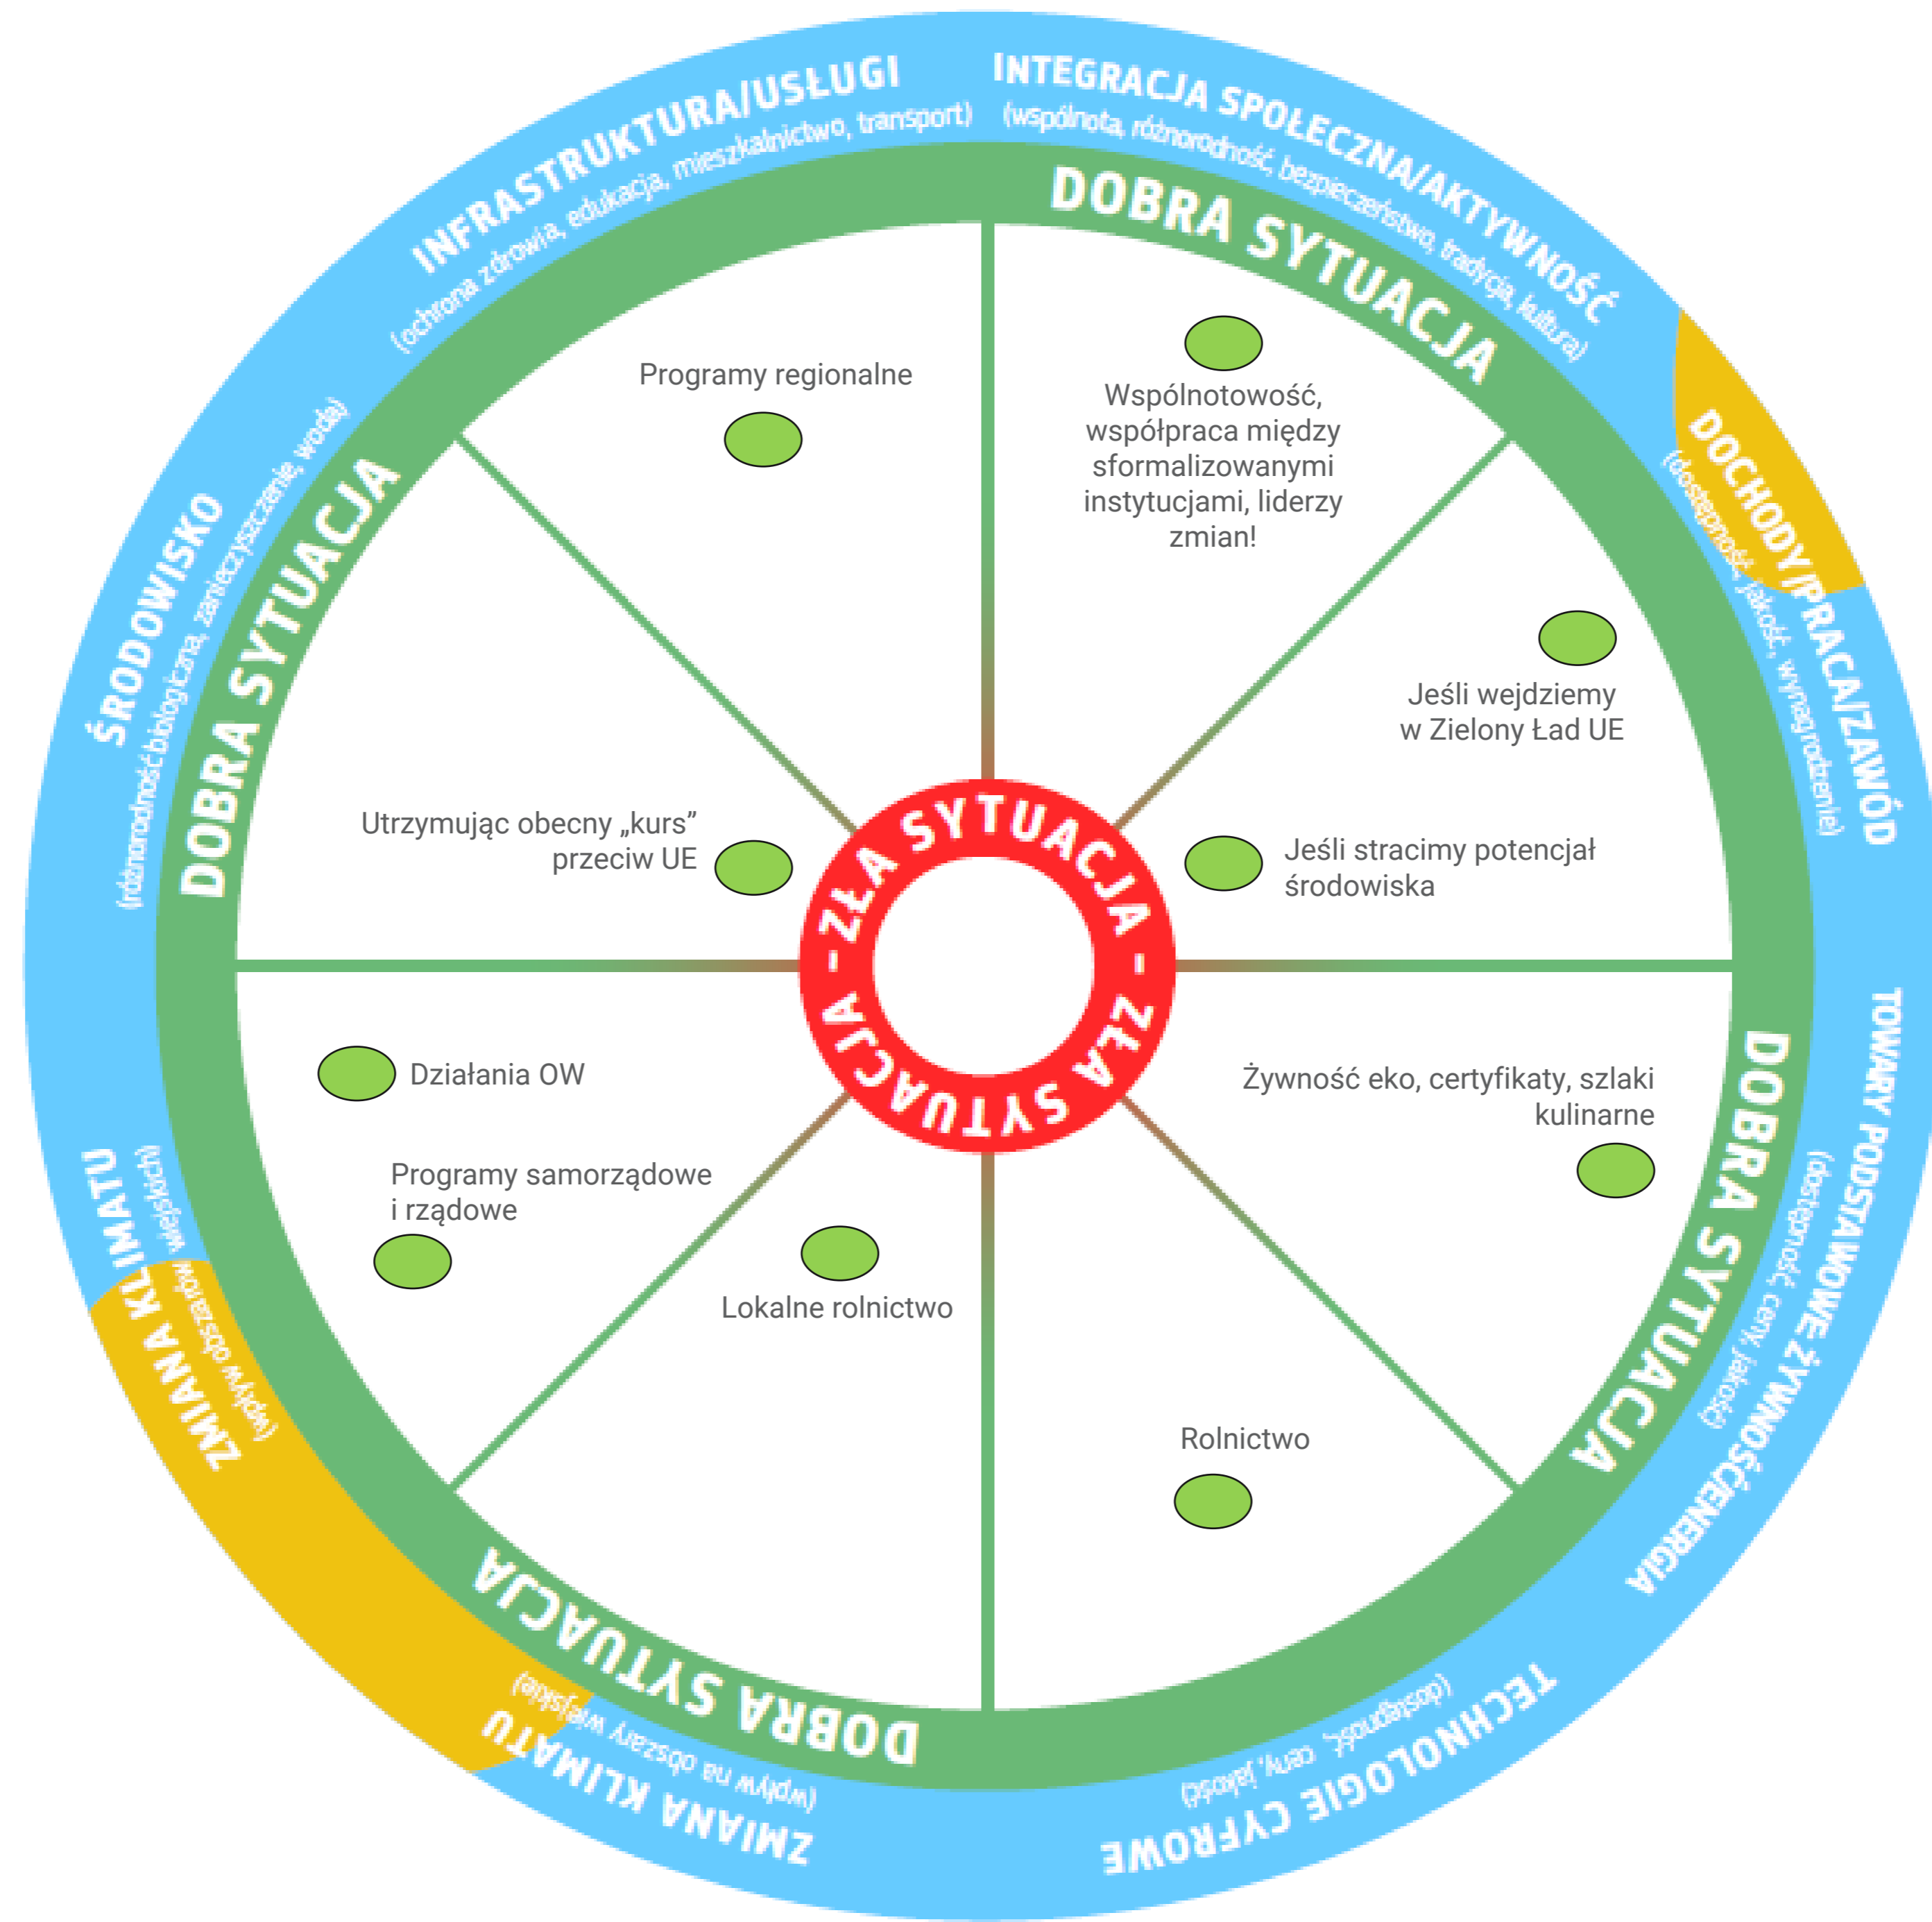 INFRASTRUKTURA/USŁUGI
(ochrona zdrowia, edukacja, mieszkalnictwo, transport)
INTEGRACJA SPOŁECZNA/AKTYWNOŚĆ
(wspólnota, różnorodność, bezpieczeństwo, tradycja, kultura)
DOCHODY/PRACA/ZAWÓD
(dostępność, jakość, wynagrodzenie)
TOWARY PODSTAWOWE-ŻYWNOŚĆ/ENERGIA
(dostępność, ceny, jakość)
TECHNOLOGIE CYFROWE
(dostępność, ceny, jakość)
ZMIANA KLIMATU
(wpływ na obszary wiejskie)
ZMIANA KLIMATU
(wpływ obszarów wiejskich)
ŚRODOWISKO
(różnorodność biologiczna, zanieczyszczenie, woda)
DOBRA SYTUACJA
DOBRA SYTUACJA
DOBRA SYTUACJA
DOBRA SYTUACJA
Programy regionalne
Wspólnotowość,
współpraca między
sformalizowanymi
instytucjami, liderzy
zmian!
Jeśli wejdziemy
w Zielony Ład UE
Jeśli stracimy potencjał
środowiska
Utrzymując obecny „kurs”
przeciw UE
ZŁA SYTUACJA - ZŁA SYTUACJA -
Żywność eko, certyfikaty, szlaki
kulinarne
Działania OW
Programy samorządowe
i rządowe
Lokalne rolnictwo
Rolnictwo